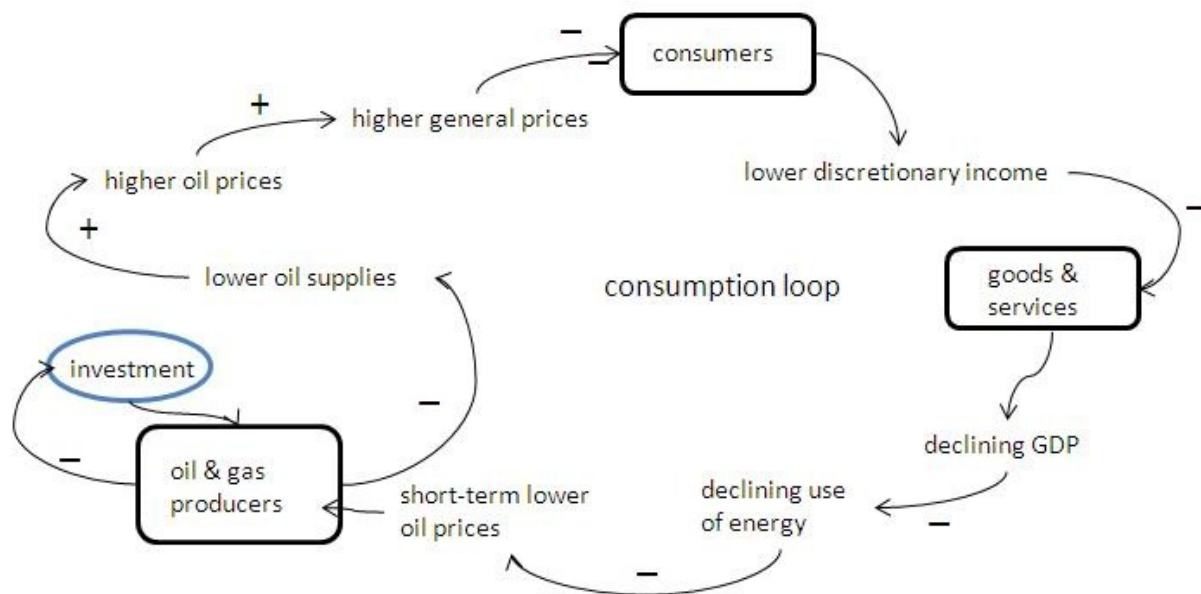 consumers
higher general prices
higher oil prices
lower discretionary income
lower oil supplies
consumption loop
goods &
services
investment
declining GDP
oil & gas
producers
short-term lower
oil prices
declining use
of energy
+
+
−
−
−
−
−
−
−